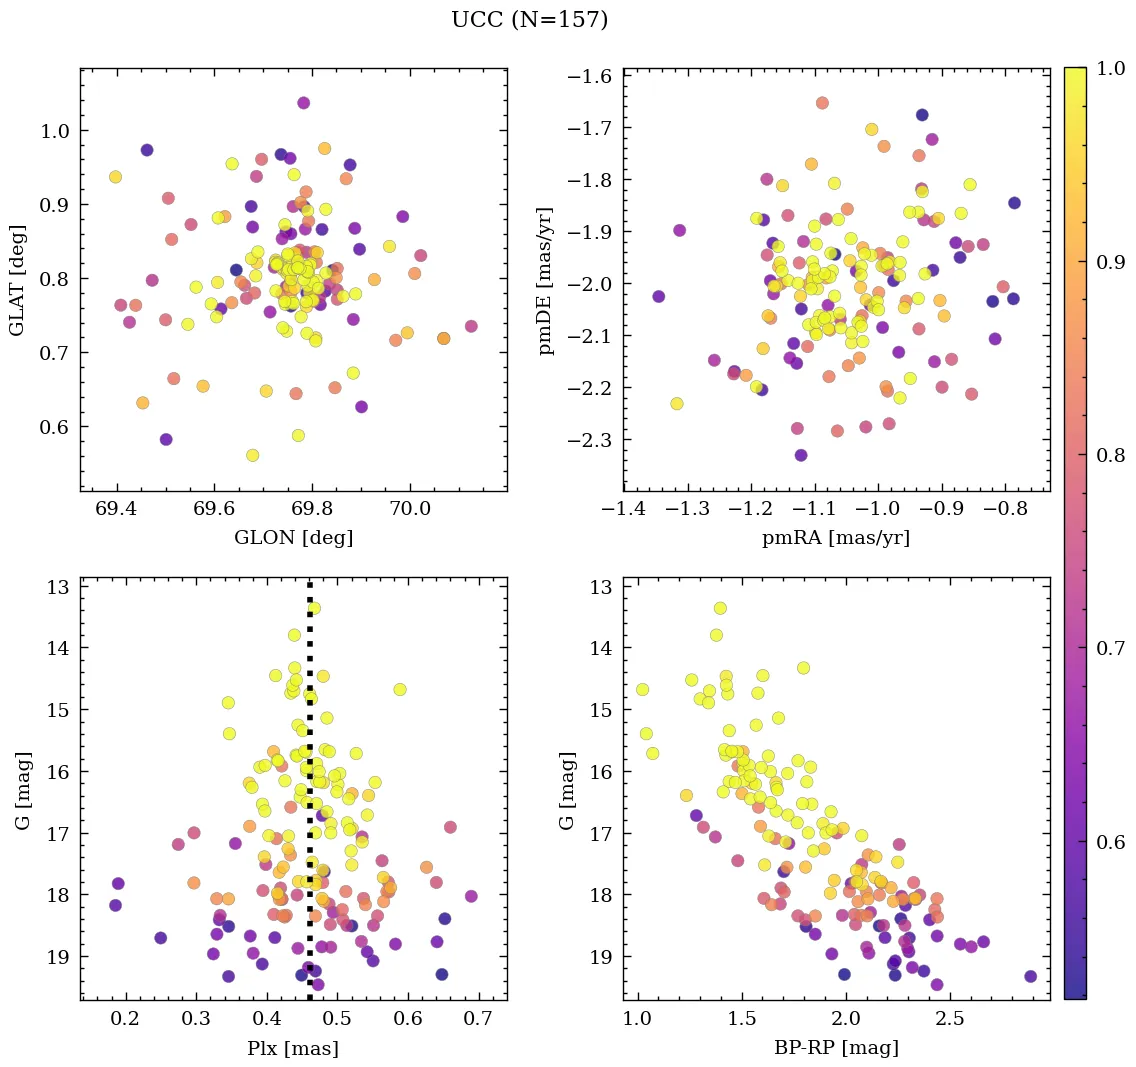 UCC (N=157)
1.0
0.9
0.8
0.7
0.6
GLAT [deg]
69.4 69.6 69.8 70.0
GLON [deg]
−1.6
−1.7
−1.8
−1.9
−2.0
−2.1
−2.2
−2.3
pmDE [mas/yr]
−1.4 −1.3 −1.2 −1.1 −1.0 −0.9 −0.8
pmRA [mas/yr]
13
14
15
16
17
18
19
G [mag]
0.2 0.3 0.4 0.5 0.6 0.7
Plx [mas]
13
14
15
16
17
18
19
G [mag]
1.0 1.5 2.0 2.5
BP-RP [mag]
1.0
0.9
0.8
0.7
0.6